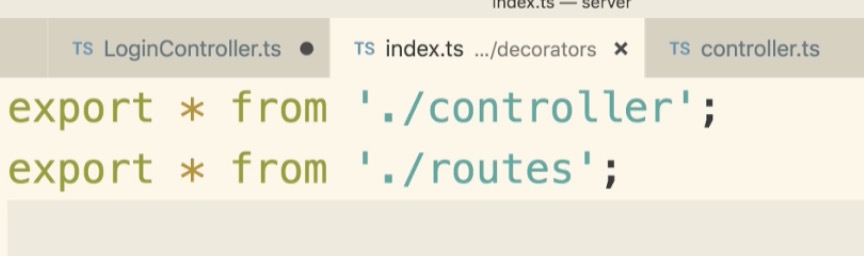 index.ts — server
TS LoginController.ts ● TS index.ts .../decorators × TS controller.ts
export * from './controller';
export * from './routes';